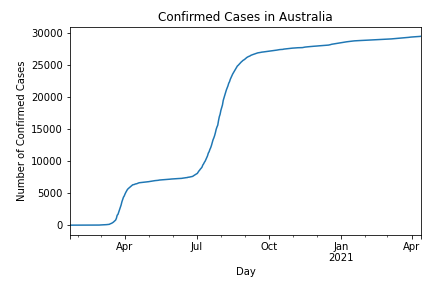 Confirmed Cases in Australia
30000
25000
20000
15000
10000
5000
0
Number of Confirmed Cases
Apr
Jul
Oct
Jan
2021
Apr
Day